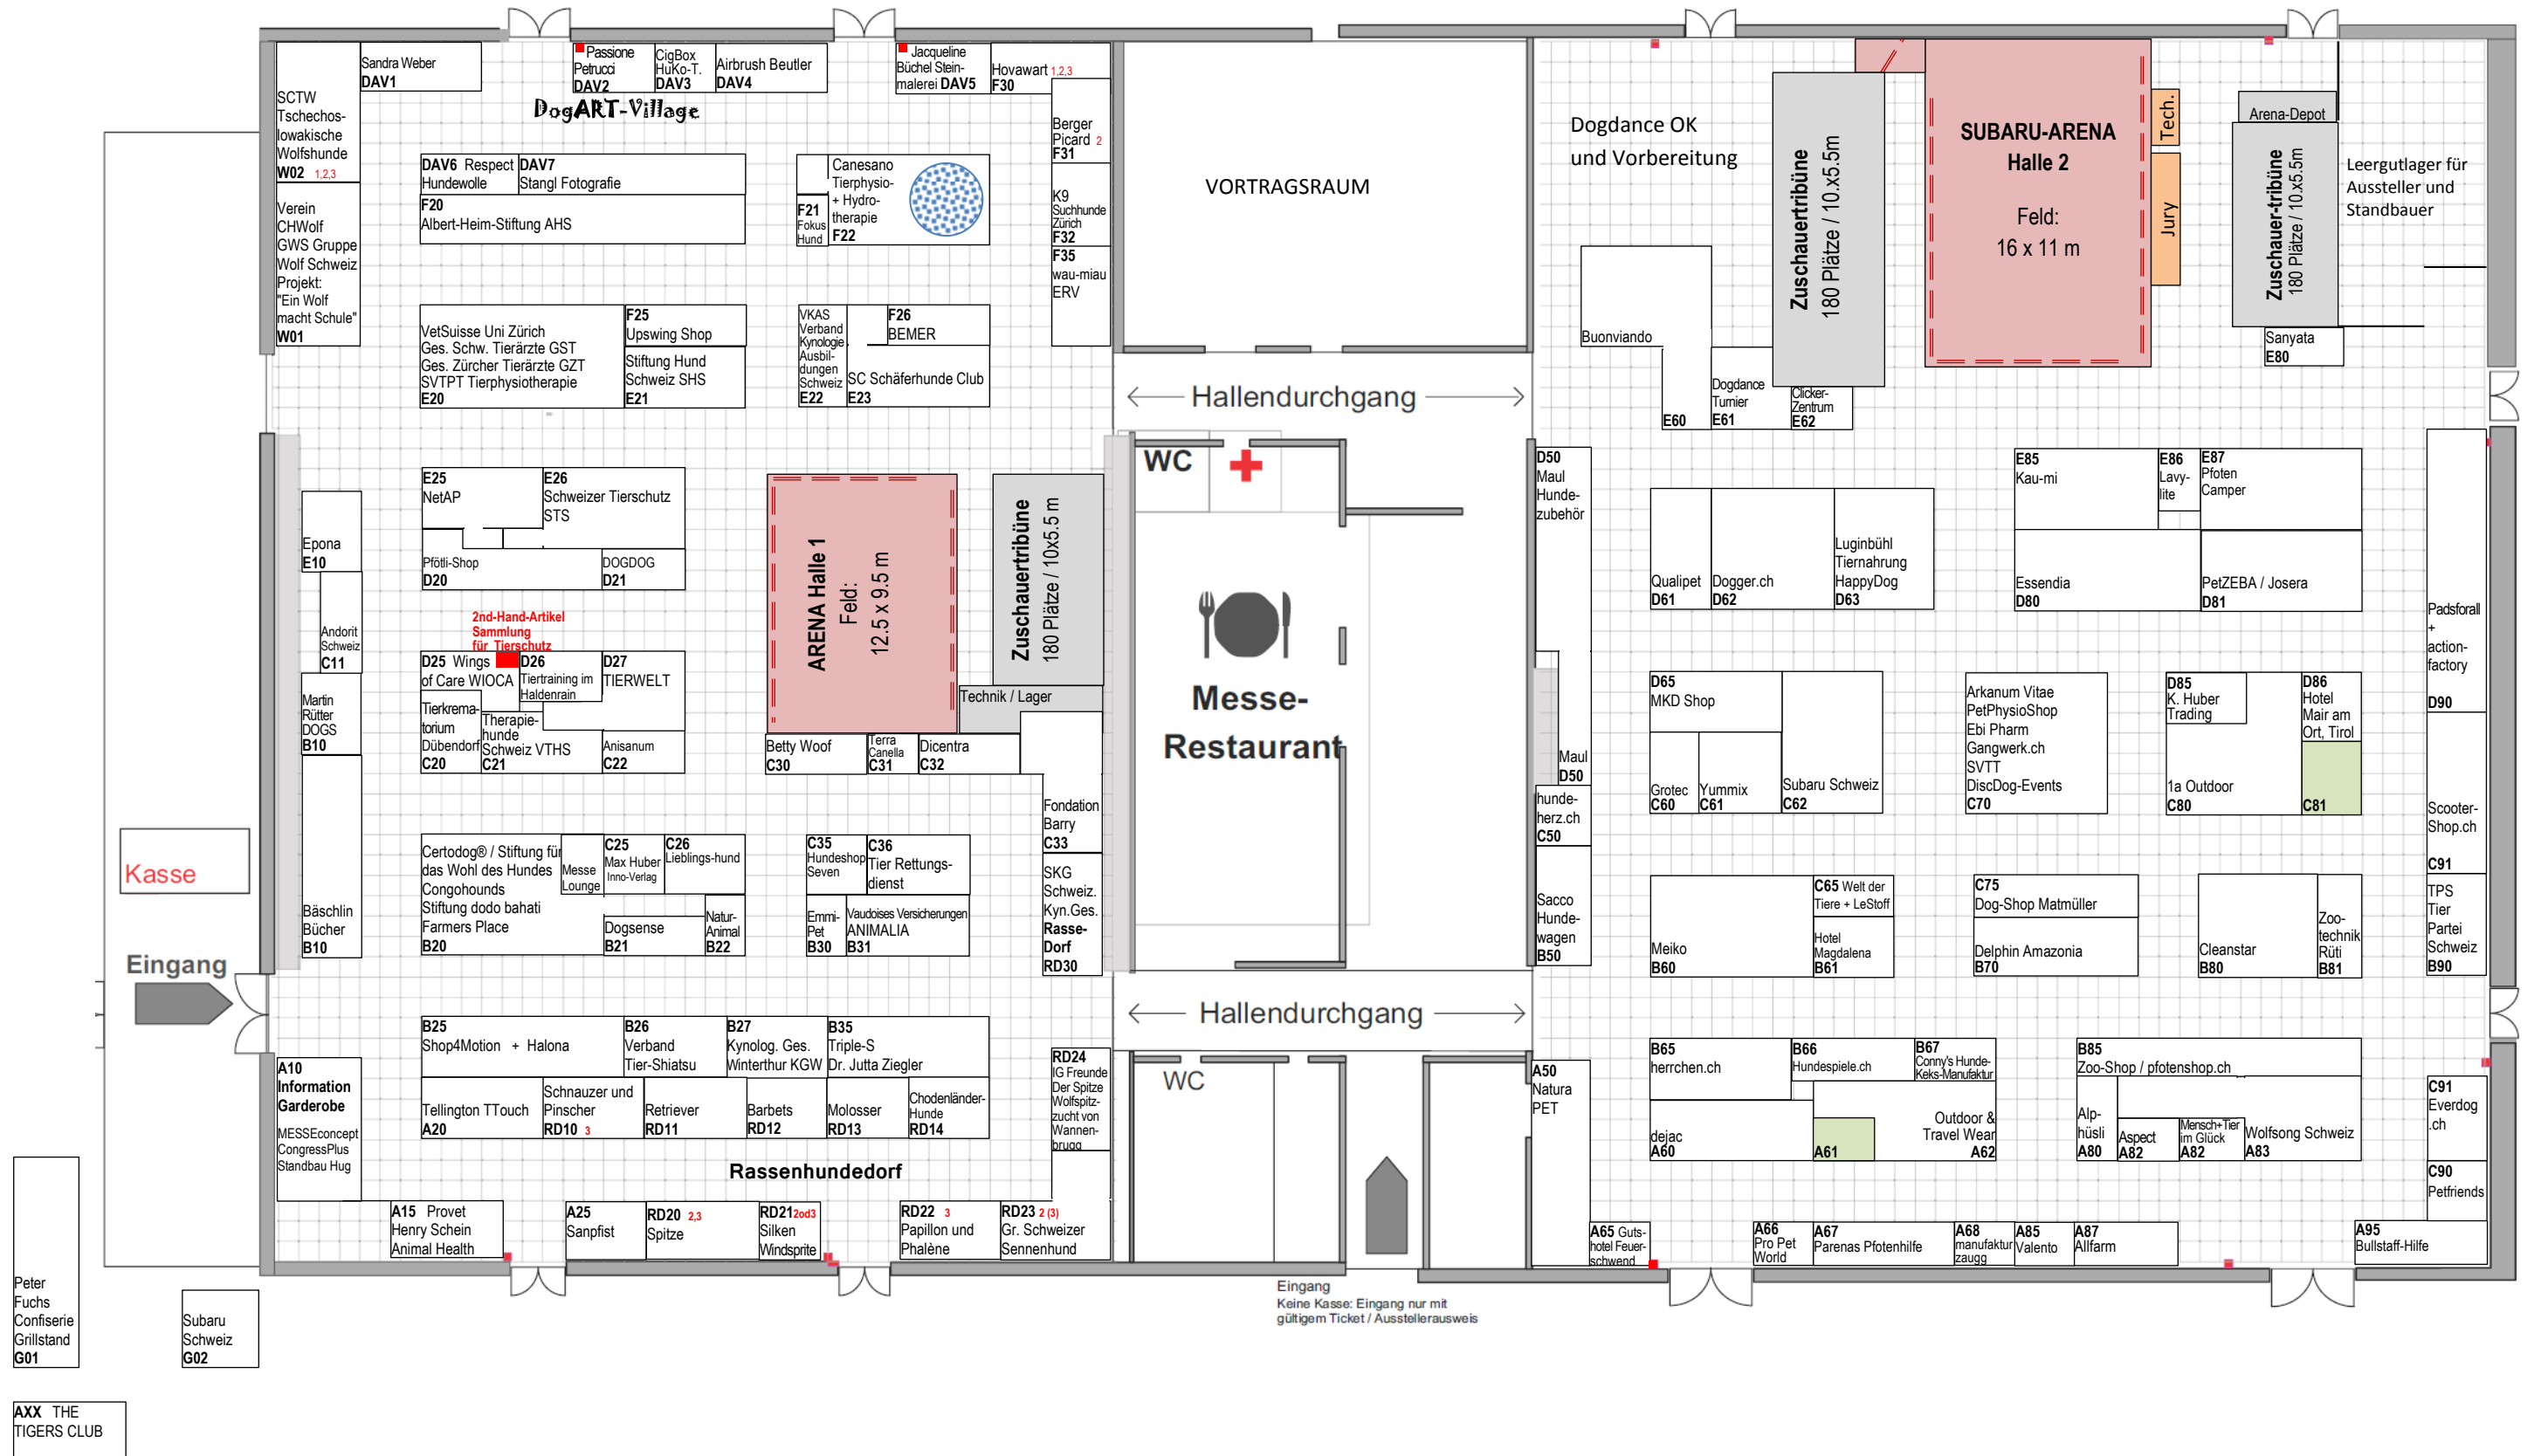 Sandra Weber
DAV1
Passione
Petrucci
DAV2
CigBox
HuKo-T.
DAV3
Airbrush Beutler
DAV4
Jacqueline
Büchel Stein-
malerei DAV5
Hovawart 1,2,3
F30
SCTW
Tschechos-
lowakische
Wolfshunde
W02 1,2,3
DogART-Village
Berger
Picard 2
F31
Verein
CHWolf
GWS Gruppe
Wolf Schweiz
Projekt:
"Ein Wolf
macht Schule"
W01
DAV6 Respect
Hundewolle
DAV7
Stangl Fotografie
F20
Albert-Heim-Stiftung AHS
F21
Fokus
Hund
Canesano
Tierphysio-
+ Hydro-
therapie
F22
K9
Suchhunde
Zürich
F32
F35
wau-miau
ERV
VetSuisse Uni Zürich
Ges. Schw. Tierärzte GST
Ges. Zürcher Tierärzte GZT
SVTPT Tierphysiotherapie
E20
F25
Upswing Shop
Stiftung Hund
Schweiz SHS
E21
VKAS
Verband
Kynologie
Ausbil-
dungen
Schweiz
E22
F26
BEMER
SC Schäferhunde Club
E23
VORTRAGSRAUM
Hallendurchgang
Dogdance OK
und Vorbereitung
Zuschauertribüne
180 Plätze / 10.x5.5m
SUBARU-ARENA
Halle 2
Feld:
16 x 11 m
Tech.
Jury
Arena-Depot
Zuschauer-tribüne
180 Plätze / 10.x5.5m
Leergutlager für
Aussteller und
Standbauer
Sanyata
E80
Buonviando
E60
Dogdance
Turnier
E61
Clicker-
Zentrum
E62
Epona
E10
Andorit
Schweiz
C11
Martin
Rütter
DOGS
B10
Bäschlin
Bücher
B10
E25
NetAP
E26
Schweizer Tierschutz
STS
Pfötli-Shop
D20
DOGDOG
D21
2nd-Hand-Artikel
Sammlung
für Tierschutz
D25 Wings
of Care WIOCA
D26
Tiertraining im
Haldenrain
D27
TIERWELT
Tierkrema-
torium
Dübendorf
C20
Therapie-
hunde
Schweiz VTHS
C21
Anisanum
C22
ARENA Halle 1
Feld:
12.5 x 9.5 m
Zuschauertribüne
180 Plätze / 10x5.5 m
Technik / Lager
Betty Woof
C30
Terra
Canella
C31
Dicentra
C32
Fondation
Barry
C33
SKG
Schweiz.
Kyn.Ges.
Rasse-
Dorf
RD30
Certodog® / Stiftung für
das Wohl des Hundes
Congohounds
Stiftung dodo bahati
Farmers Place
B20
Messe
Lounge
C25
Max Huber
Inno-Verlag
C26
Lieblings-hund
Dogsense
B21
Natur-
Animal
B22
C35
Hundeshop
Seven
C36
Tier Rettungs-
dienst
Emmi-
Pet
B30
Vaudoises Versicherungen
ANIMALIA
B31
WC
Messe-
Restaurant
D50
Maul
Hunde-
zubehör
Maul
D50
hunde-
herz.ch
C50
Sacco
Hunde-
wagen
B50
Qualipet
D61
Dogger.ch
D62
Luginbühl
Tiernahrung
HappyDog
D63
E85
Kau-mi
E86
Lavy-
lite
E87
Pfoten
Camper
Essendia
D80
PetZEBA / Josera
D81
Padsforall
+
action-
factory
D90
D65
MKD Shop
Grotec
C60
Yummix
C61
Subaru Schweiz
C62
Arkanum Vitae
PetPhysioShop
Ebi Pharm
Gangwerk.ch
SVTT
DiscDog-Events
C70
D85
K. Huber
Trading
1a Outdoor
C80
D86
Hotel
Mair am
Ort, Tirol
C81
Scooter-
Shop.ch
C91
Meiko
B60
C65 Welt der
Tiere + LeStoff
Hotel
Magdalena
B61
C75
Dog-Shop Matmüller
Delphin Amazonia
B70
Cleanstar
B80
Zoo-
technik
Rüti
B81
TPS
Tier
Partei
Schweiz
B90
Kasse
Eingang
Hallendurchgang
WC
A10
Information
Garderobe
MESSEconcept
CongressPlus
Standbau Hug
B25
Shop4Motion + Halona
B26
Verband
Tier-Shiatsu
B27
Kynolog. Ges.
Winterthur KGW
B35
Triple-S
Dr. Jutta Ziegler
Tellington TTouch
A20
Schnauzer und
Pinscher
RD10 3
Retriever
RD11
Barbets
RD12
Molosser
RD13
Chodenländer-
Hunde
RD14
RD24
IG Freunde
Der Spitze
Wolfspitz-
zucht von
Wannen-
brugg
Rassenhundedorf
A15 Provet
Henry Schein
Animal Health
A25
Sanpfist
RD20 2,3
Spitze
RD21 2od3
Silken
Windsprite
RD22 3
Papillon und
Phalène
RD23 2 (3)
Gr. Schweizer
Sennenhund
A50
Natura
PET
B65
herrchen.ch
B66
Hundespiele.ch
B67
Conny's Hunde-
Keks-Manufaktur
dejac
A60
A61
Outdoor &
Travel Wear
A62
B85
Zoo-Shop / pfotenshop.ch
Alp-
hüsli
A80
Aspect
A82
Mensch+Tier
im Glück
A82
Wolfsong Schweiz
A83
C91
Everdog
.ch
C90
Petfriends
A65 Guts-
hotel Feuer-
schwend
A66
Pro Pet
World
A67
Parenas Pfotenhilfe
A68
manufaktur
zaugg
A85
Valento
A87
Allfarm
A95
Bullstaff-Hilfe
Eingang
Keine Kasse: Eingang nur mit
gültigem Ticket / Ausstellerausweis
Peter
Fuchs
Confiserie
Grillstand
G01
Subaru
Schweiz
G02
AXX THE
TIGERS CLUB